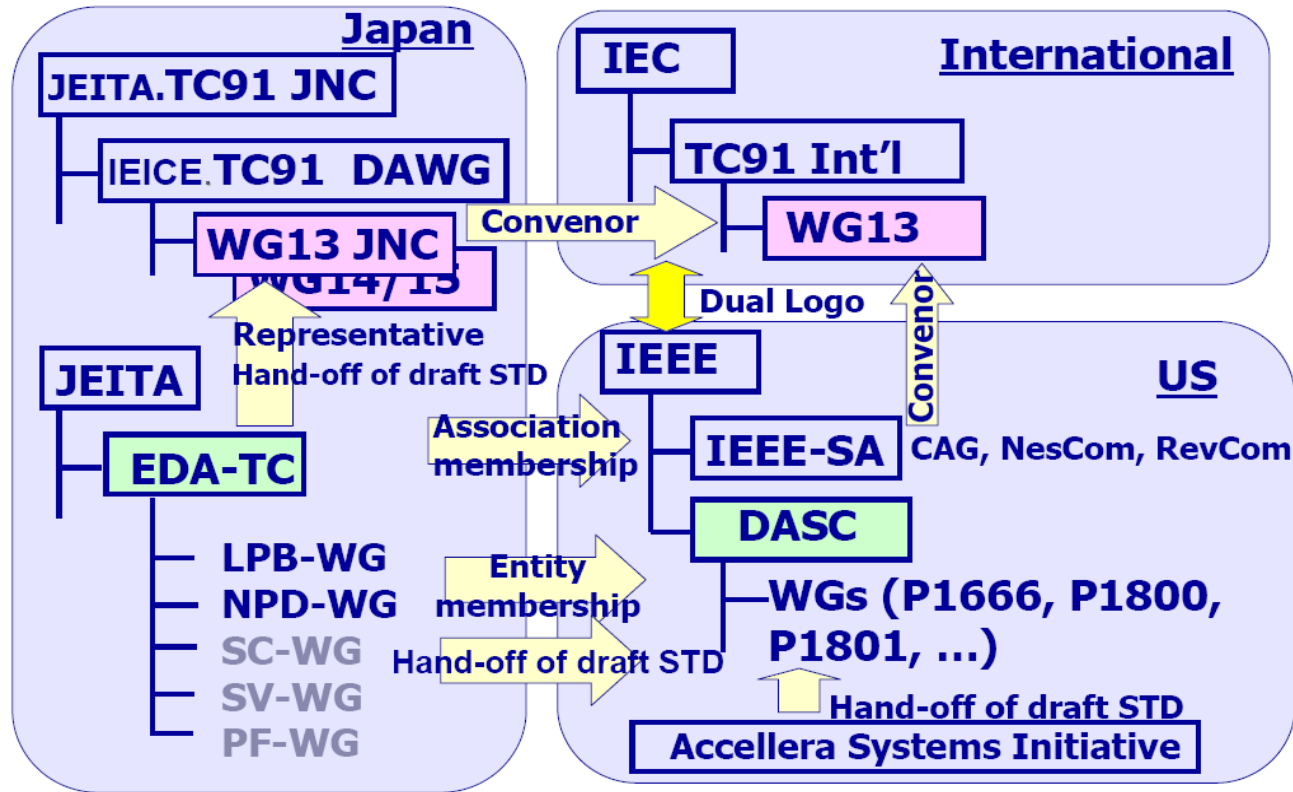 Japan
JEITA.TC91 JNC
IEICE.TC91 DAWG
WG13 JNC
WG14/15
Representative
Hand-off of draft STD
JEITA
EDA-TC
LPB-WG
NPD-WG
SC-WG
SV-WG
PF-WG
Convenor
Association
membership
Entity
membership
Hand-off of draft STD
International
IEC
TC91 Int’l
WG13
Dual Logo
Convenor
US
IEEE
IEEE-SA
CAG, NesCom, RevCom
DASC
WGs (P1666, P1800,
P1801, ...)
Hand-off of draft STD
Accellera Systems Initiative